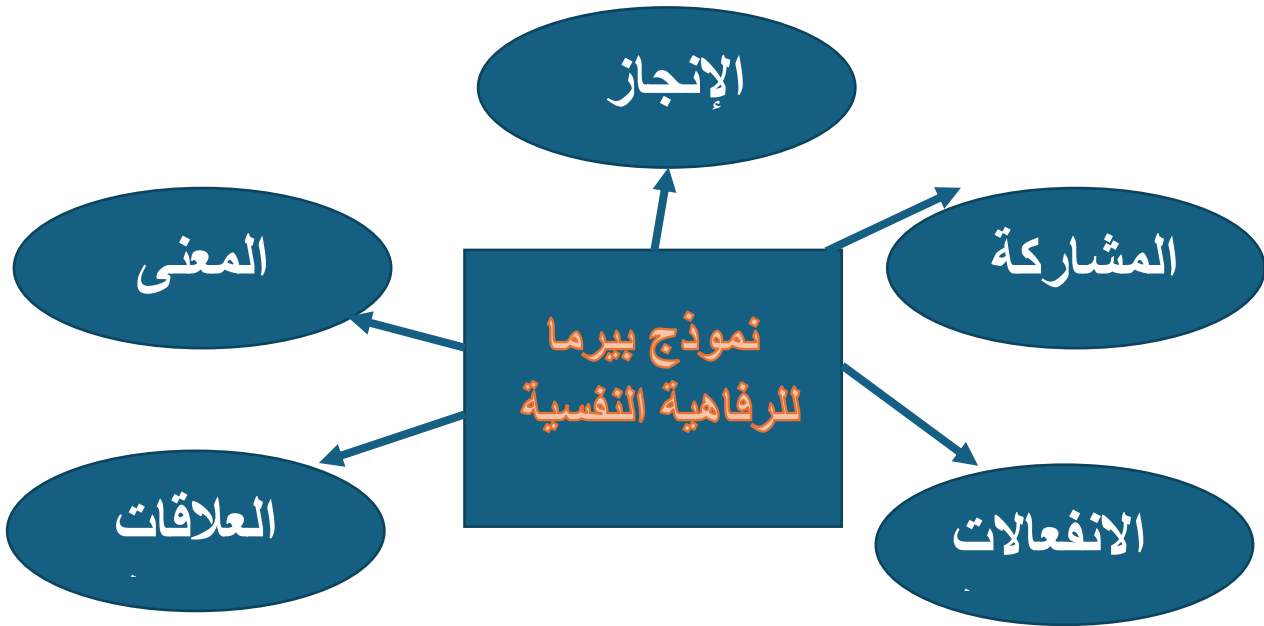 الإنجاز
المشاركة
المعنى
نموذج بيرما
للرفاهية النفسية
العلاقات
الانفعالات